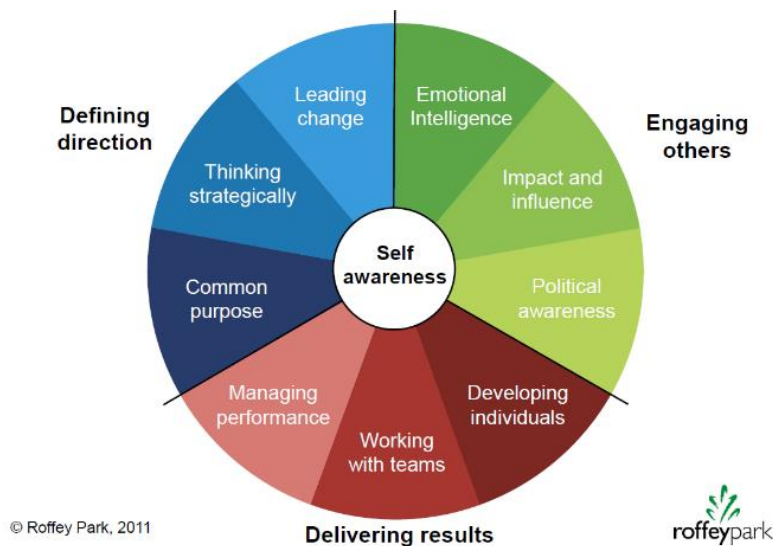 Defining
direction
Leading
change
Thinking
strategically
Common
purpose
Emotional
Intelligence
Impact and
influence
Political
awareness
Engaging
others
Self
awareness
Managing
performance
Working
with teams
Developing
individuals
Delivering results
© Roffey Park, 2011
roffeypark